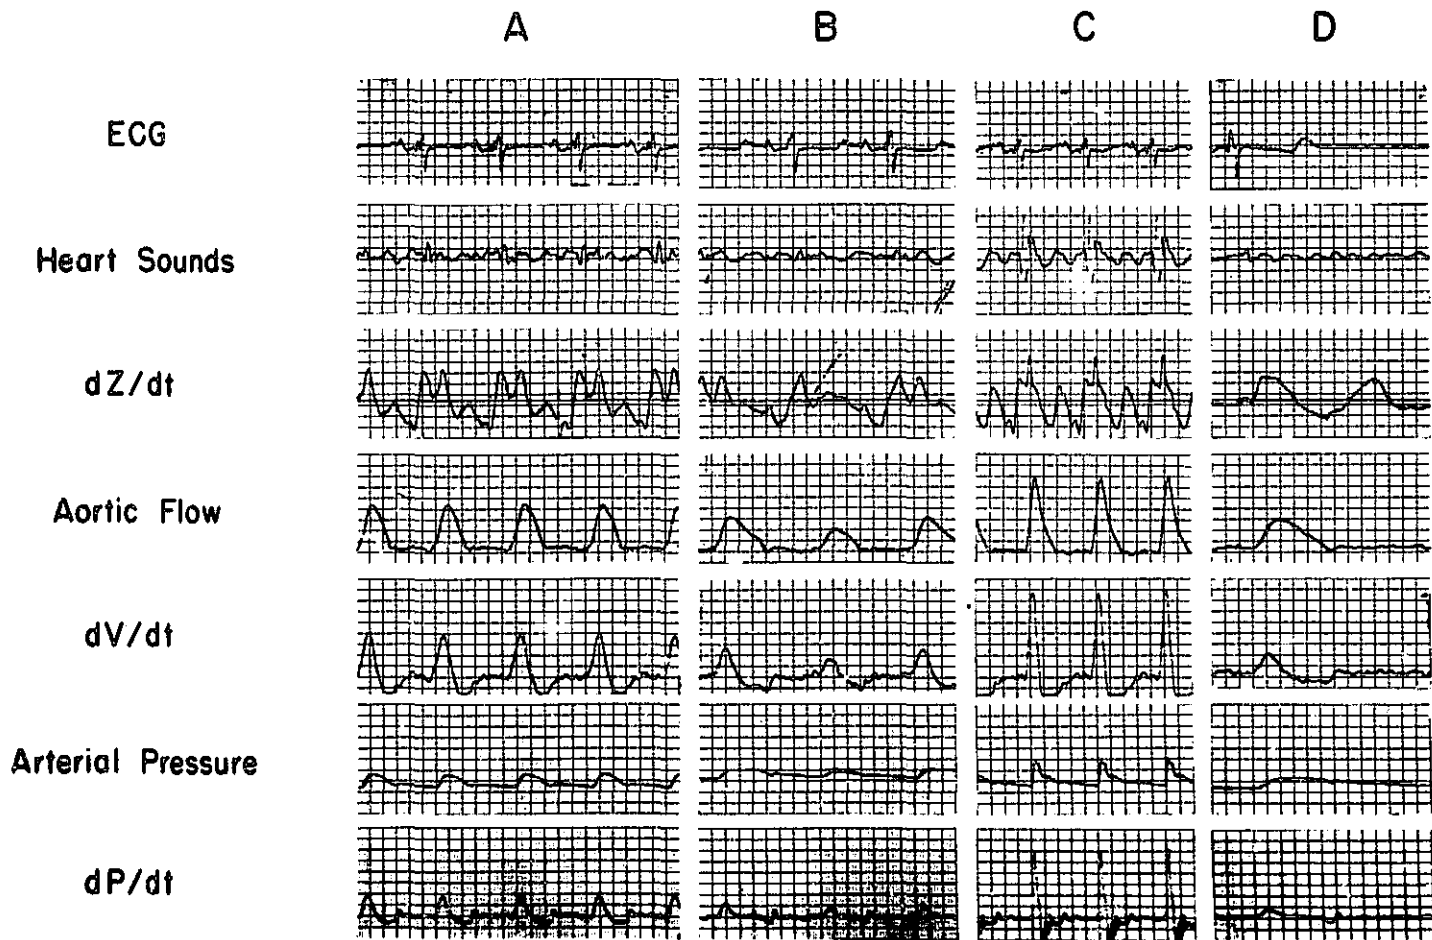 A B C D
ECG
Heart Sounds
dZ/dt
Aortic Flow
dV/dt
Arterial Pressure
dP/dt